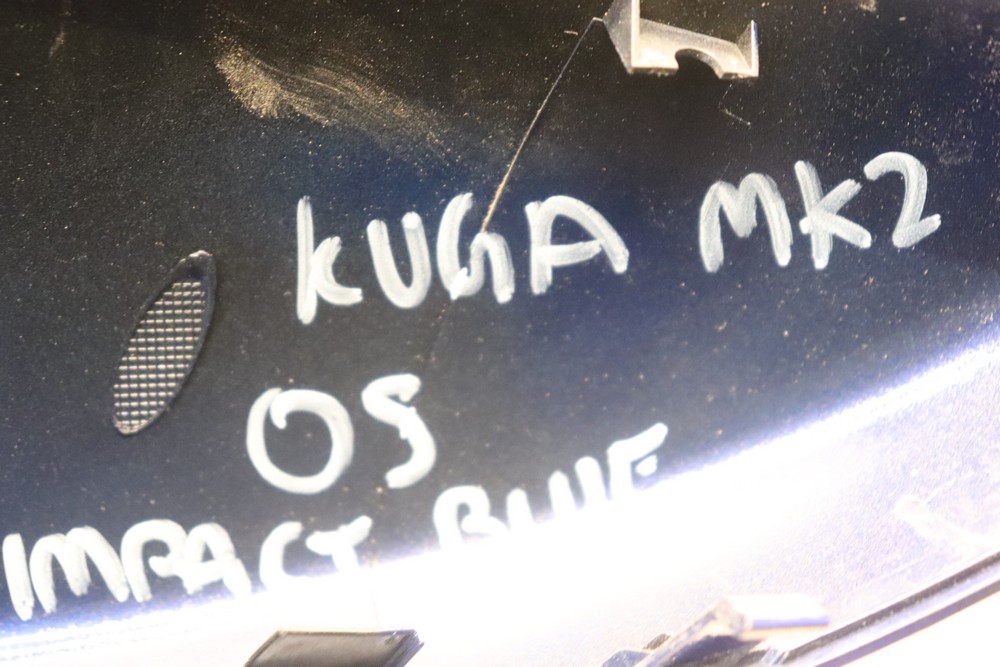 KUGA MK2
OS
IMPACT BLUE